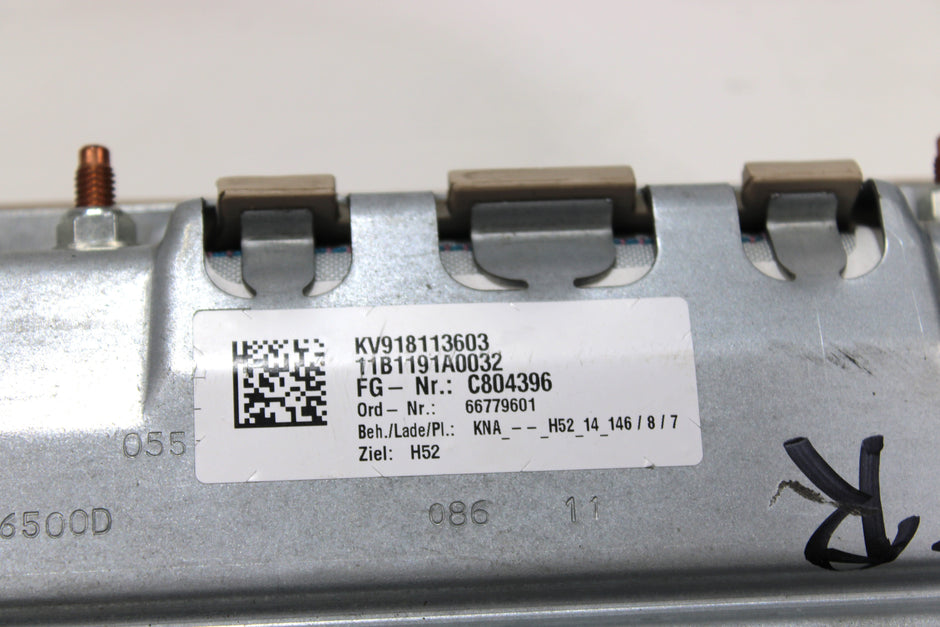 KV918113603
11B1191A0032
FG – Nr.: C804396
Ord – Nr.: 66779601
Beh./Lade/Pl.: KNA_ – – _H52_14_146 / 8 / 7
Ziel: H52
055
6500D 086 11
R